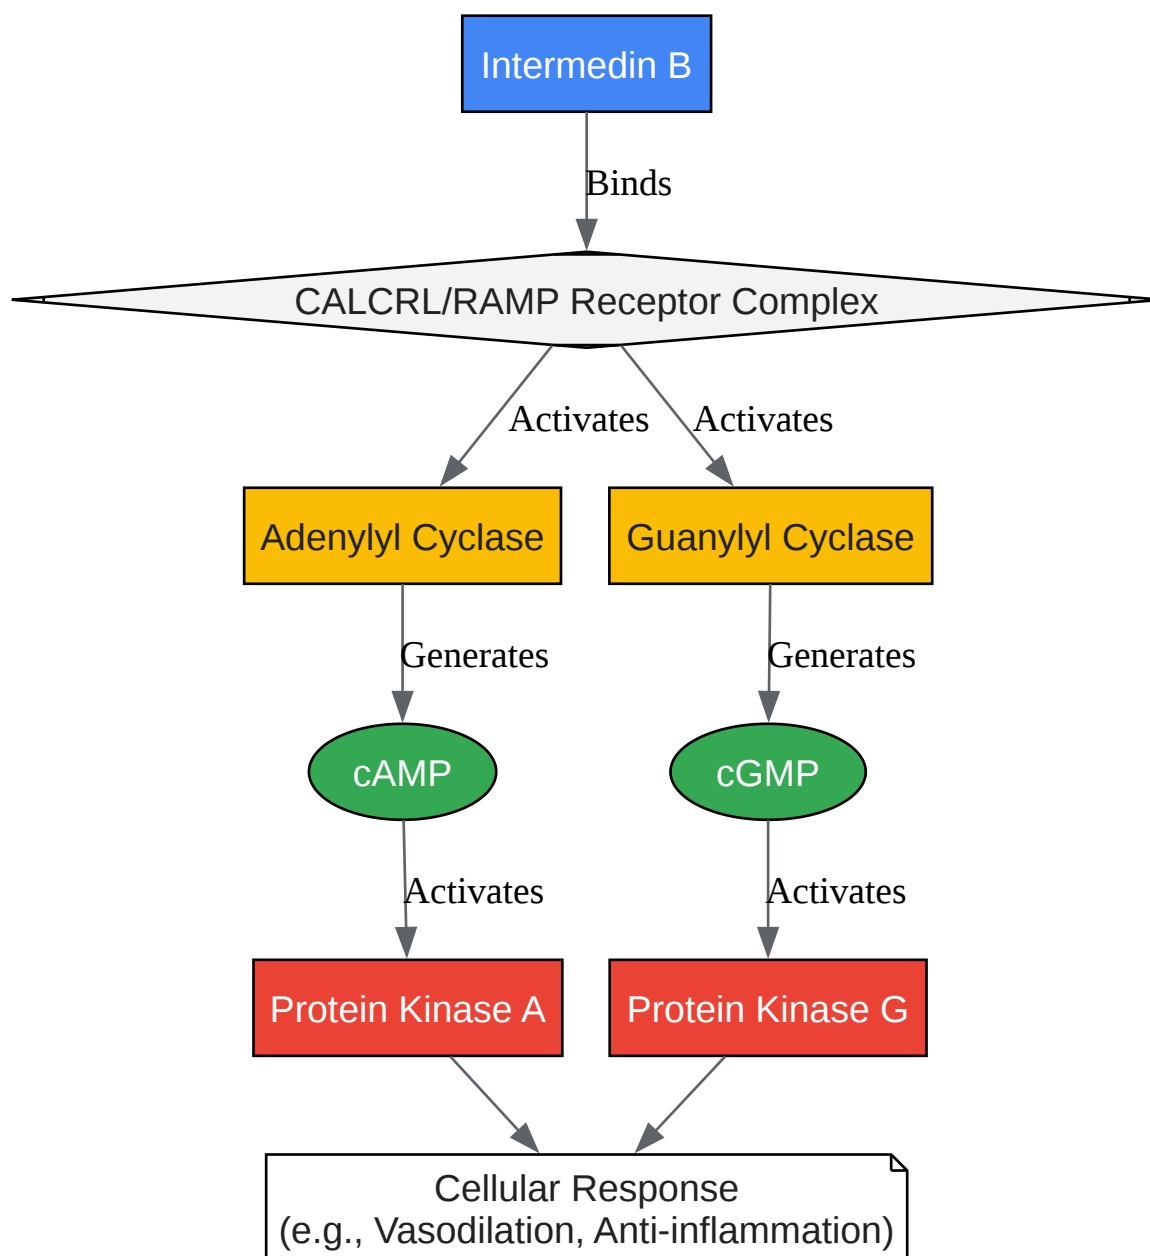 Intermedin B
Binds
CALCRL/RAMP Receptor Complex
Activates
Activates
Adenylyl Cyclase
Guanylyl Cyclase
Generates
Generates
cAMP
cGMP
Activates
Activates
Protein Kinase A
Protein Kinase G
Cellular Response
(e.g., Vasodilation, Anti-inflammation)